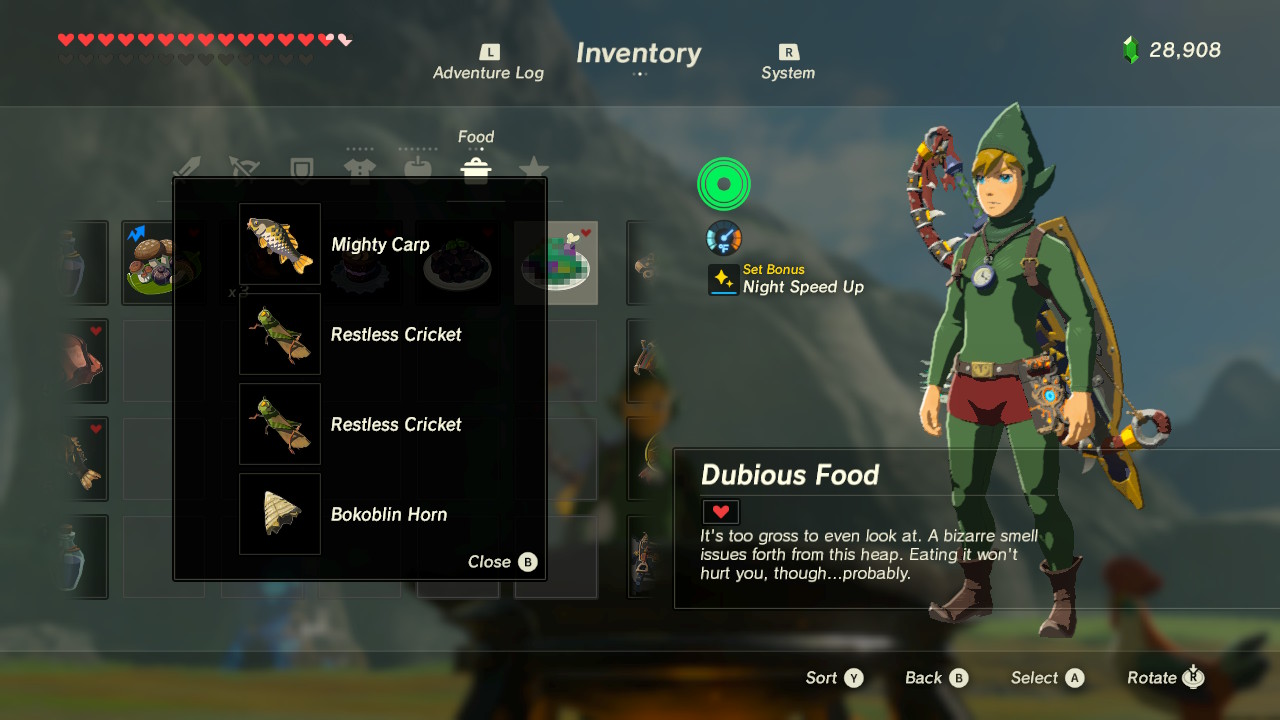 L
Inventory
R
Adventure Log
System
28,908
Food
x3
Mighty Carp
Restless Cricket
Restless Cricket
Bokoblin Horn
Close B
°F
Set Bonus
Night Speed Up
Dubious Food
It's too gross to even look at. A bizarre smell
issues forth from this heap. Eating it won't
hurt you, though...probably.
Sort Y
Back B
Select A
Rotate R